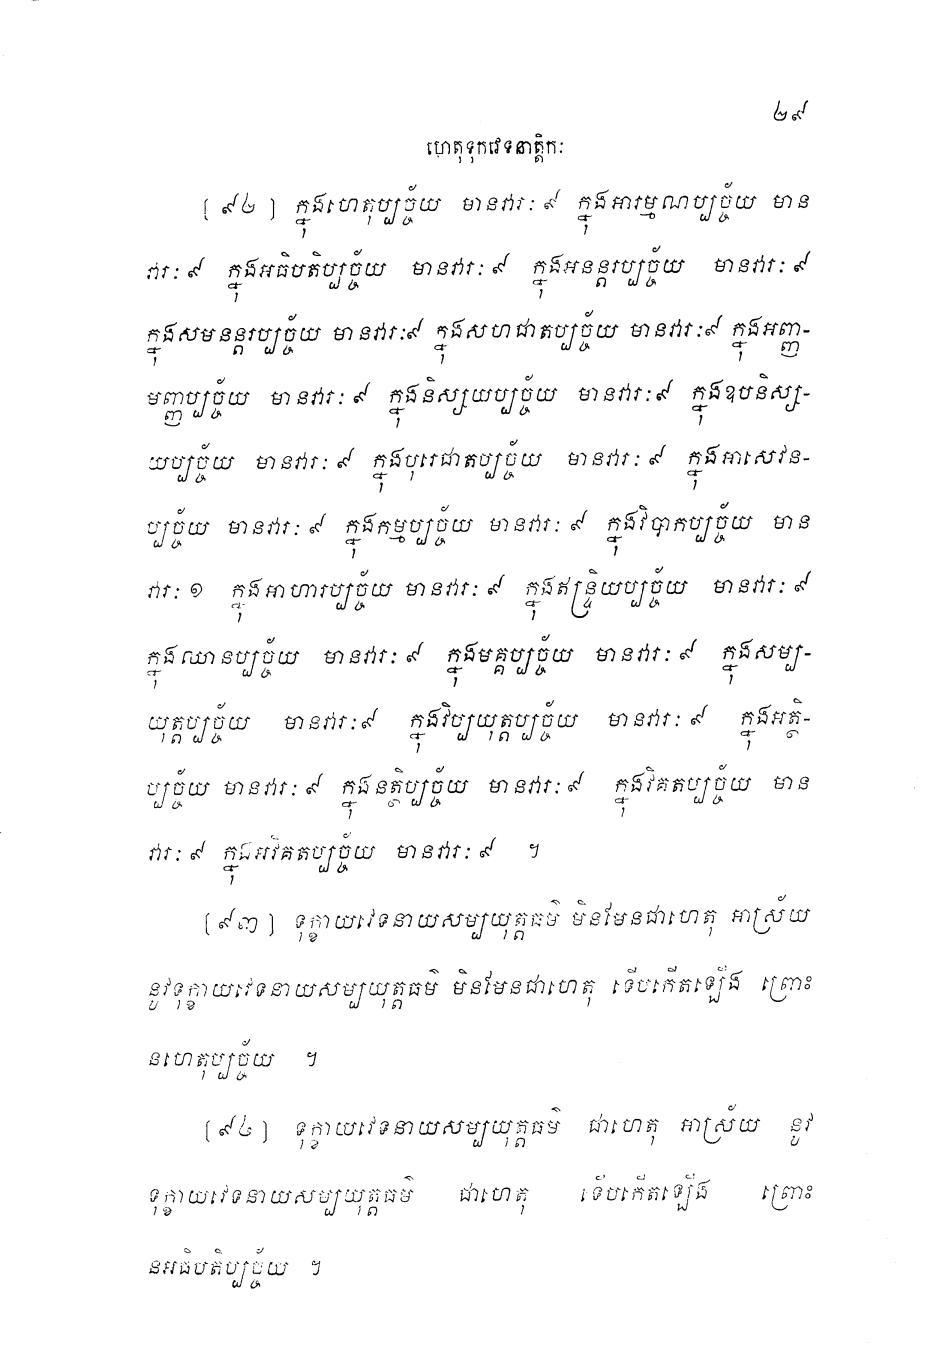 ២៩
ហេតុទុកវេទនាត្តិកៈ
[៩២] ក្នុងហេតុប្បច្ច័យ មានវារៈ ៩ ក្នុងអារម្មណប្បច្ច័យ មាន
វារៈ ៩ ក្នុងអធិបតិប្បច្ច័យ មានវារៈ ៩ ក្នុងអនន្តរប្បច្ច័យ មានវារៈ ៩
ក្នុងសមនន្តរប្បច្ច័យ មានវារៈ ៩ ក្នុងសហជាតប្បច្ច័យ មានវារៈ ៩ ក្នុងអញ្ញ-
មញ្ញប្បច្ច័យ មានវារៈ ៩ ក្នុងនិស្សយប្បច្ច័យ មានវារៈ ៩ ក្នុងឧបនិស្ស-
យប្បច្ច័យ មានវារៈ ៩ ក្នុងបុរេជាតប្បច្ច័យ មានវារៈ ៩ ក្នុងអាសេវន-
ប្បច្ច័យ មានវារៈ ៩ ក្នុងកម្មប្បច្ច័យ មានវារៈ ៩ ក្នុងវិបាកប្បច្ច័យ មាន
វារៈ ១ ក្នុងអាហារប្បច្ច័យ មានវារៈ ៩ ក្នុងឥន្ទ្រិយប្បច្ច័យ មានវារៈ ៩
ក្នុងឈានប្បច្ច័យ មានវារៈ ៩ ក្នុងមគ្គប្បច្ច័យ មានវារៈ ៩ ក្នុងសម្ប-
យុត្តប្បច្ច័យ មានវារៈ ៩ ក្នុងវិប្បយុត្តប្បច្ច័យ មានវារៈ ៩ ក្នុងអត្ថិ-
ប្បច្ច័យ មានវារៈ ៩ ក្នុងនត្ថិប្បច្ច័យ មានវារៈ ៩ ក្នុងវិគតប្បច្ច័យ មាន
វារៈ ៩ ក្នុងអវិគតប្បច្ច័យ មានវារៈ ៩ ។
[៩៣] ទុក្ខាយវេទនាយសម្បយុត្តធម៌ មិនមែនជាហេតុ អាស្រ័យ
នូវទុក្ខាយវេទនាយសម្បយុត្តធម៌ មិនមែនជាហេតុ ទើបកើតឡើង ព្រោះ
នហេតុប្បច្ច័យ ។
[៩៤] ទុក្ខាយវេទនាយសម្បយុត្តធម៌ ជាហេតុ អាស្រ័យ នូវ
ទុក្ខាយវេទនាយសម្បយុត្តធម៌ ជាហេតុ ទើបកើតឡើង ព្រោះ
នអធិបតិប្បច្ច័យ ។